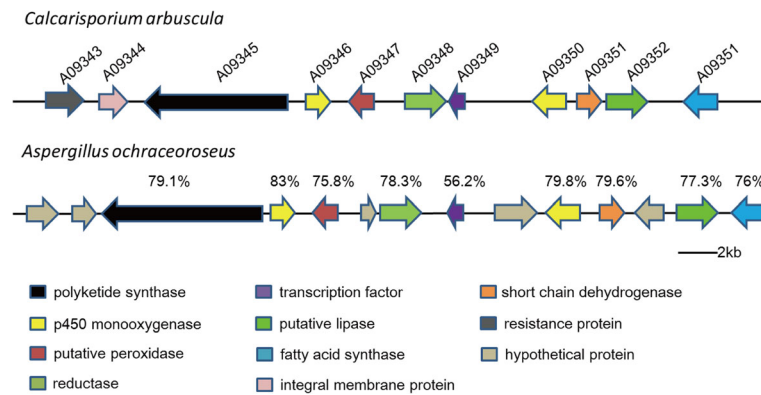 Calcarisporium arbuscula
A09343 A09344 A09345 A09346 A09347 A09348 A09349 A09350 A09351 A09352 A09351
Aspergillus ochraceoroseus
79.1% 83% 75.8% 78.3% 56.2% 79.8% 79.6% 77.3% 76%
2kb
polyketide synthase transcription factor short chain dehydrogenase
p450 monooxygenase putative lipase resistance protein
putative peroxidase fatty acid synthase hypothetical protein
reductase integral membrane protein